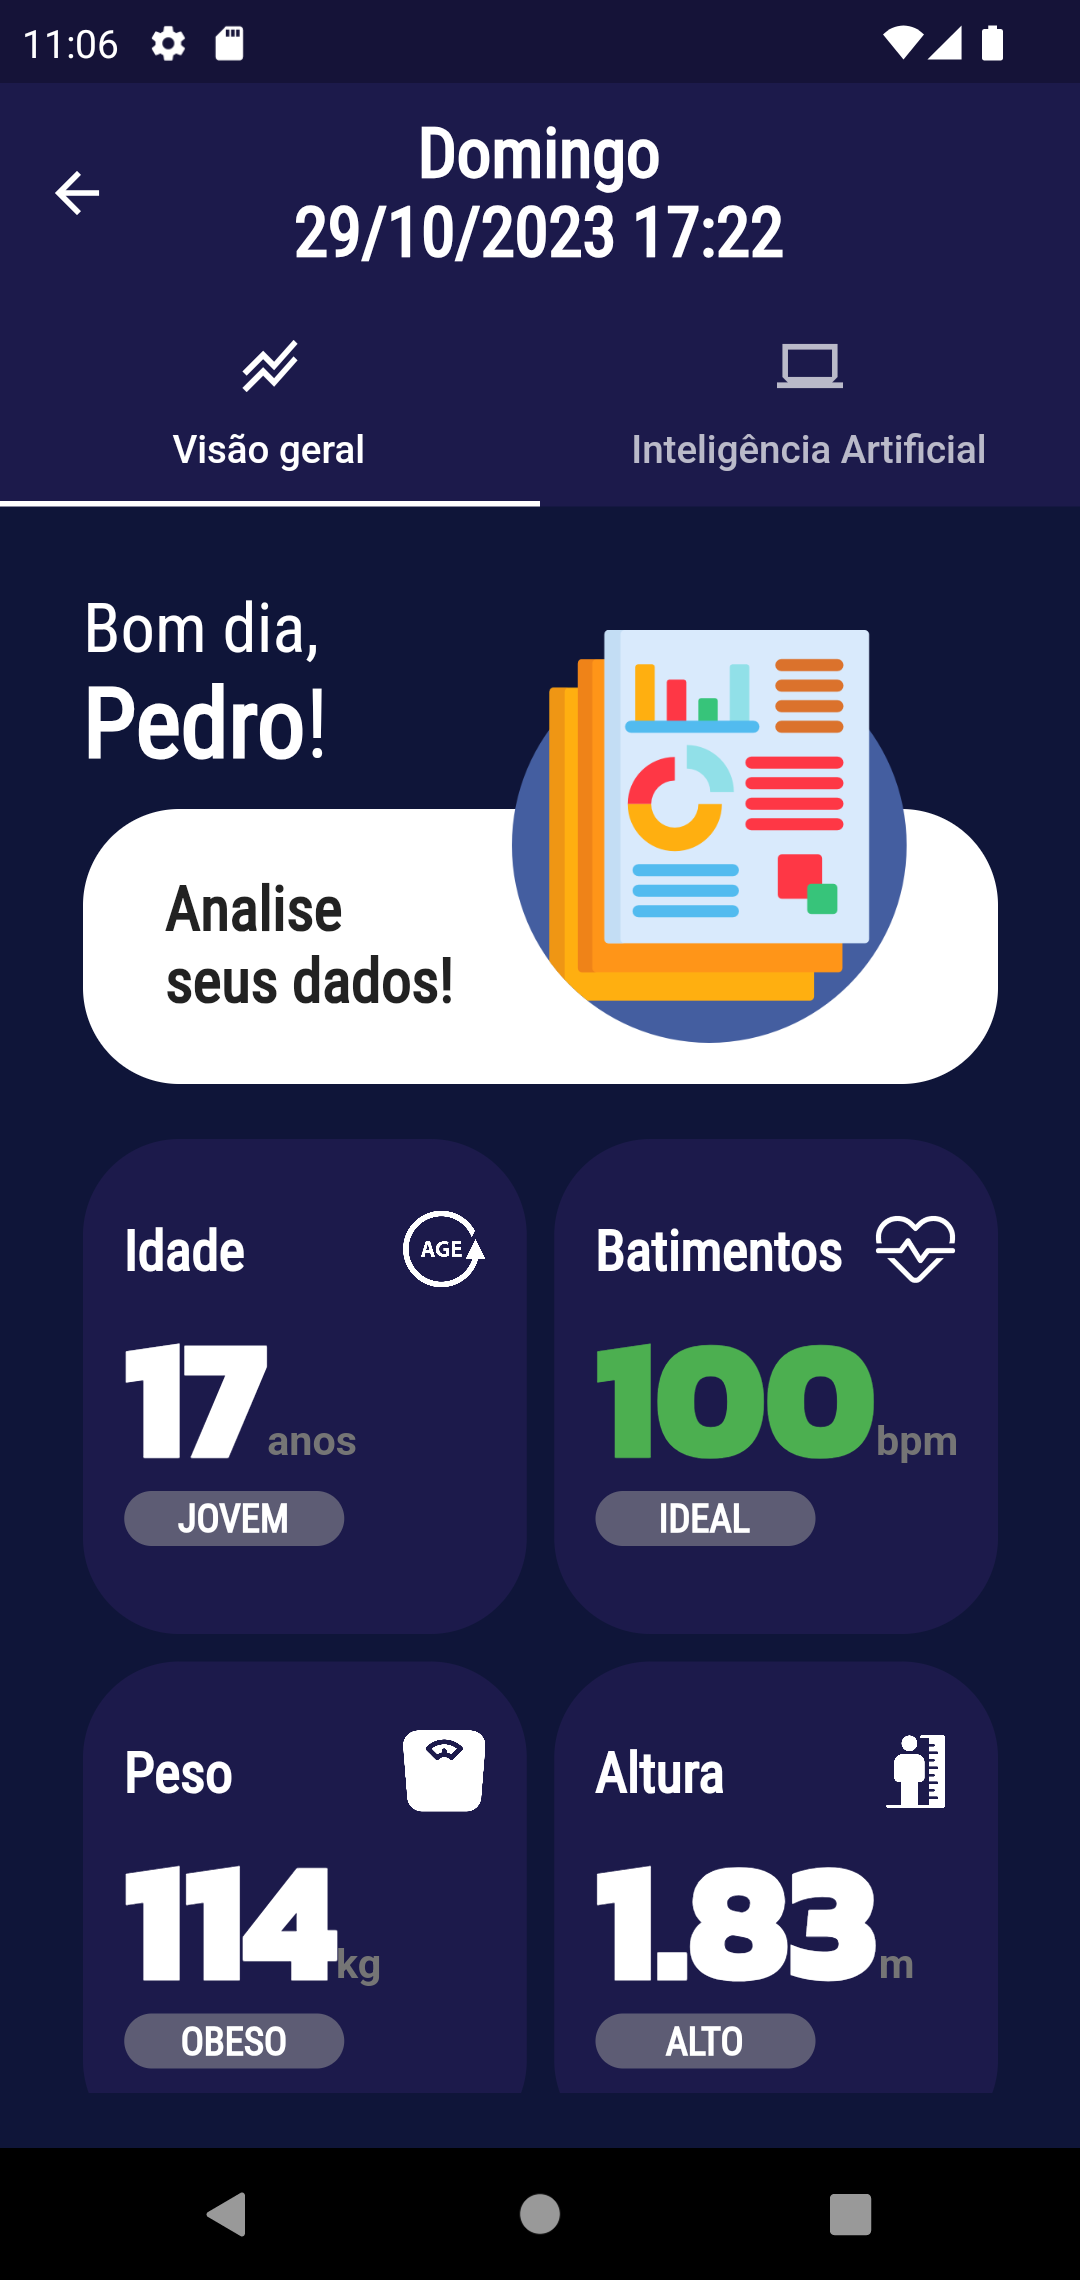 11:06
Domingo
29/10/2023 17:22
Visão geral
Inteligência Artificial
Bom dia,
Pedro!
Analise
seus dados!
Idade
AGE
17 anos
JOVEM
Batimentos
100 bpm
IDEAL
Peso
114 kg
OBESO
Altura
1.83 m
ALTO